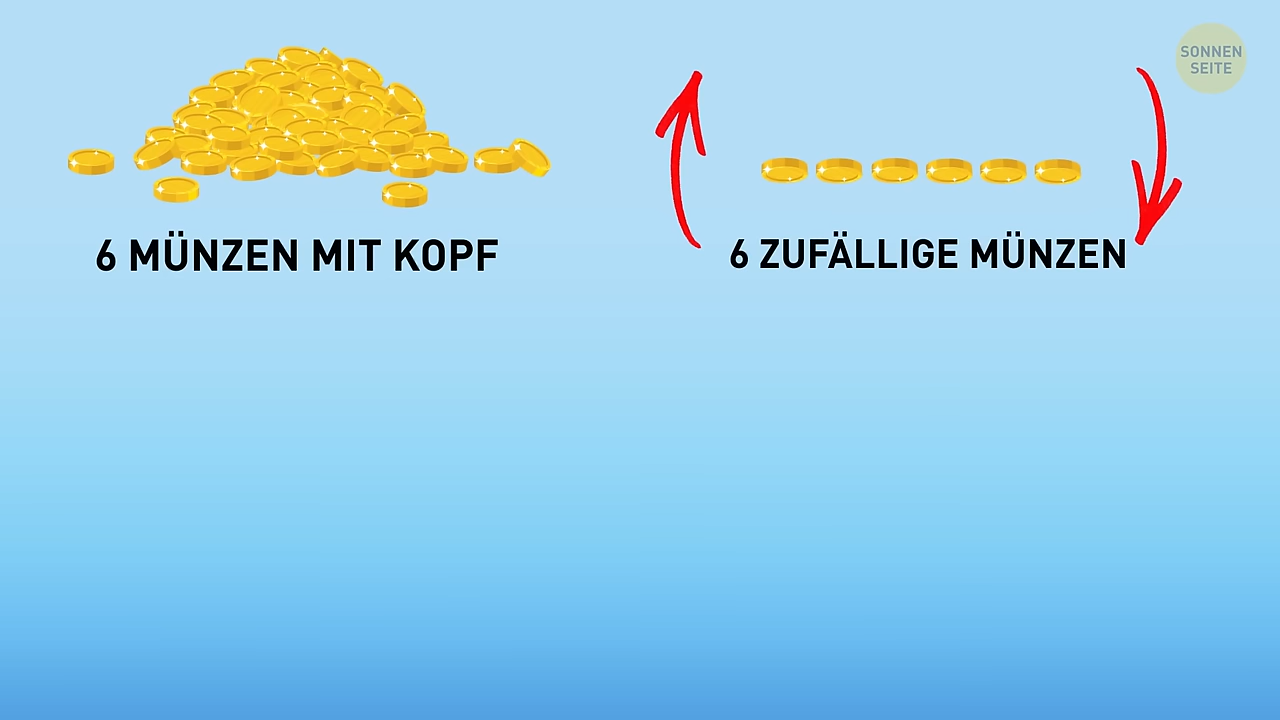 SONNEN
SEITE
6 MÜNZEN MIT KOPF
6 ZUFÄLLIGE MÜNZEN